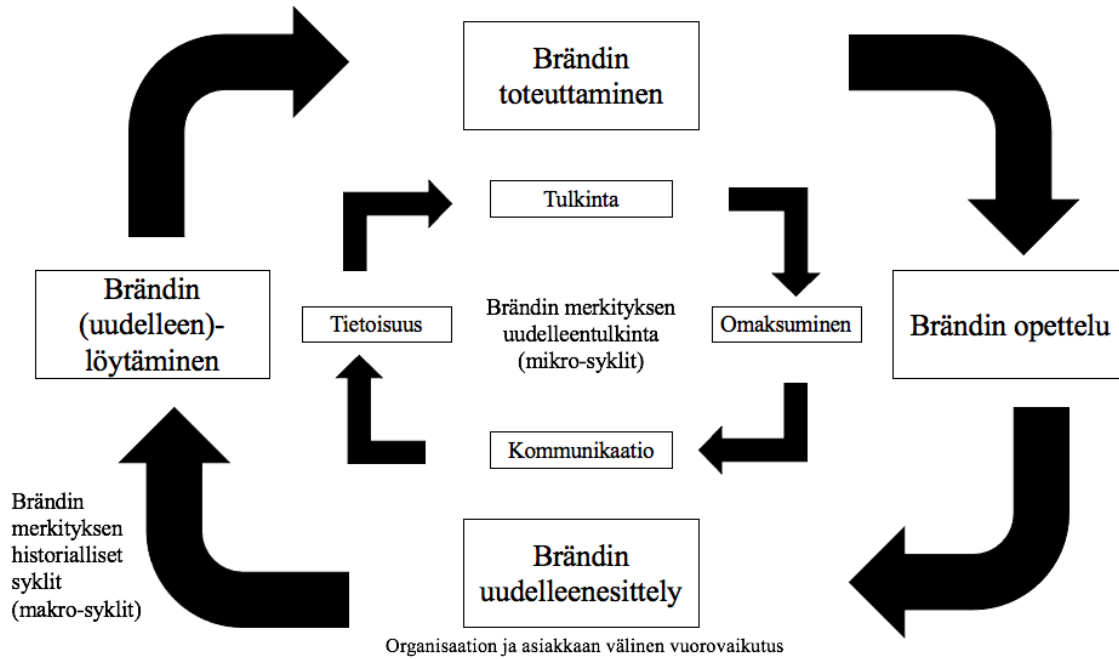 Brändin
toteuttaminen
Tulkinta
Brändin
(uudelleen)-
löytäminen
Tietoisuus
Brändin merkityksen
uudelleentulkinta
(mikro-syklit)
Omaksuminen
Brändin opettelu
Kommunikaatio
Brändin
merkityksen
historialliset
syklit
(makro-syklit)
Brändin
uudelleenesittely
Organisaation ja asiakkaan välinen vuorovaikutus